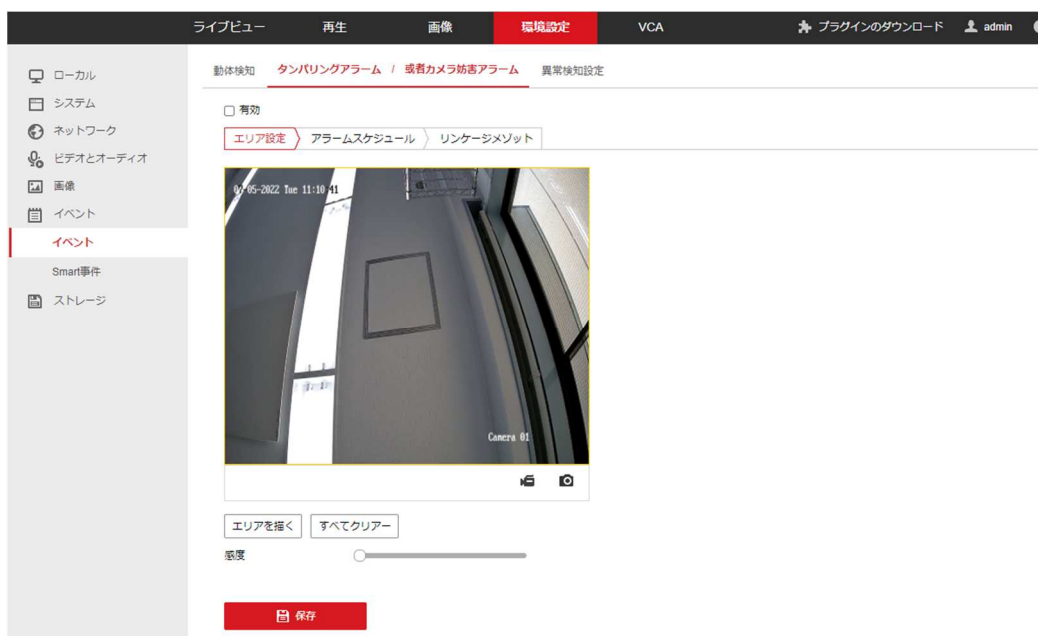 ライブビュー 再生 画像 環境設定 VCA プラグインのダウンロード admin
ローカル
システム
ネットワーク
ビデオとオーディオ
画像
イベント
イベント
Smart事件
ストレージ
動体検知 タンパリングアラーム / 或者カメラ妨害アラーム 異常検知設定
有効
エリア設定 アラームスケジュール リンケージメゾット
05-2022 Tue 11:10:41
Camera 01
エリアを描く すべてクリアー
感度
保存